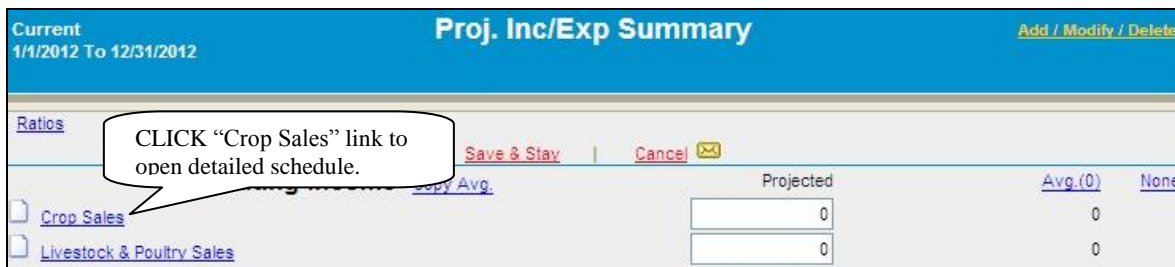 Current
Proj. Inc/Exp Summary
Add / Modify / Delete
1/1/2012 To 12/31/2012
Ratios
CLICK “Crop Sales” link to
open detailed schedule.
Save & Stay | Cancel
Income Copy Avg. Projected Avg.(0) None
Crop Sales 0 0
Livestock & Poultry Sales 0 0